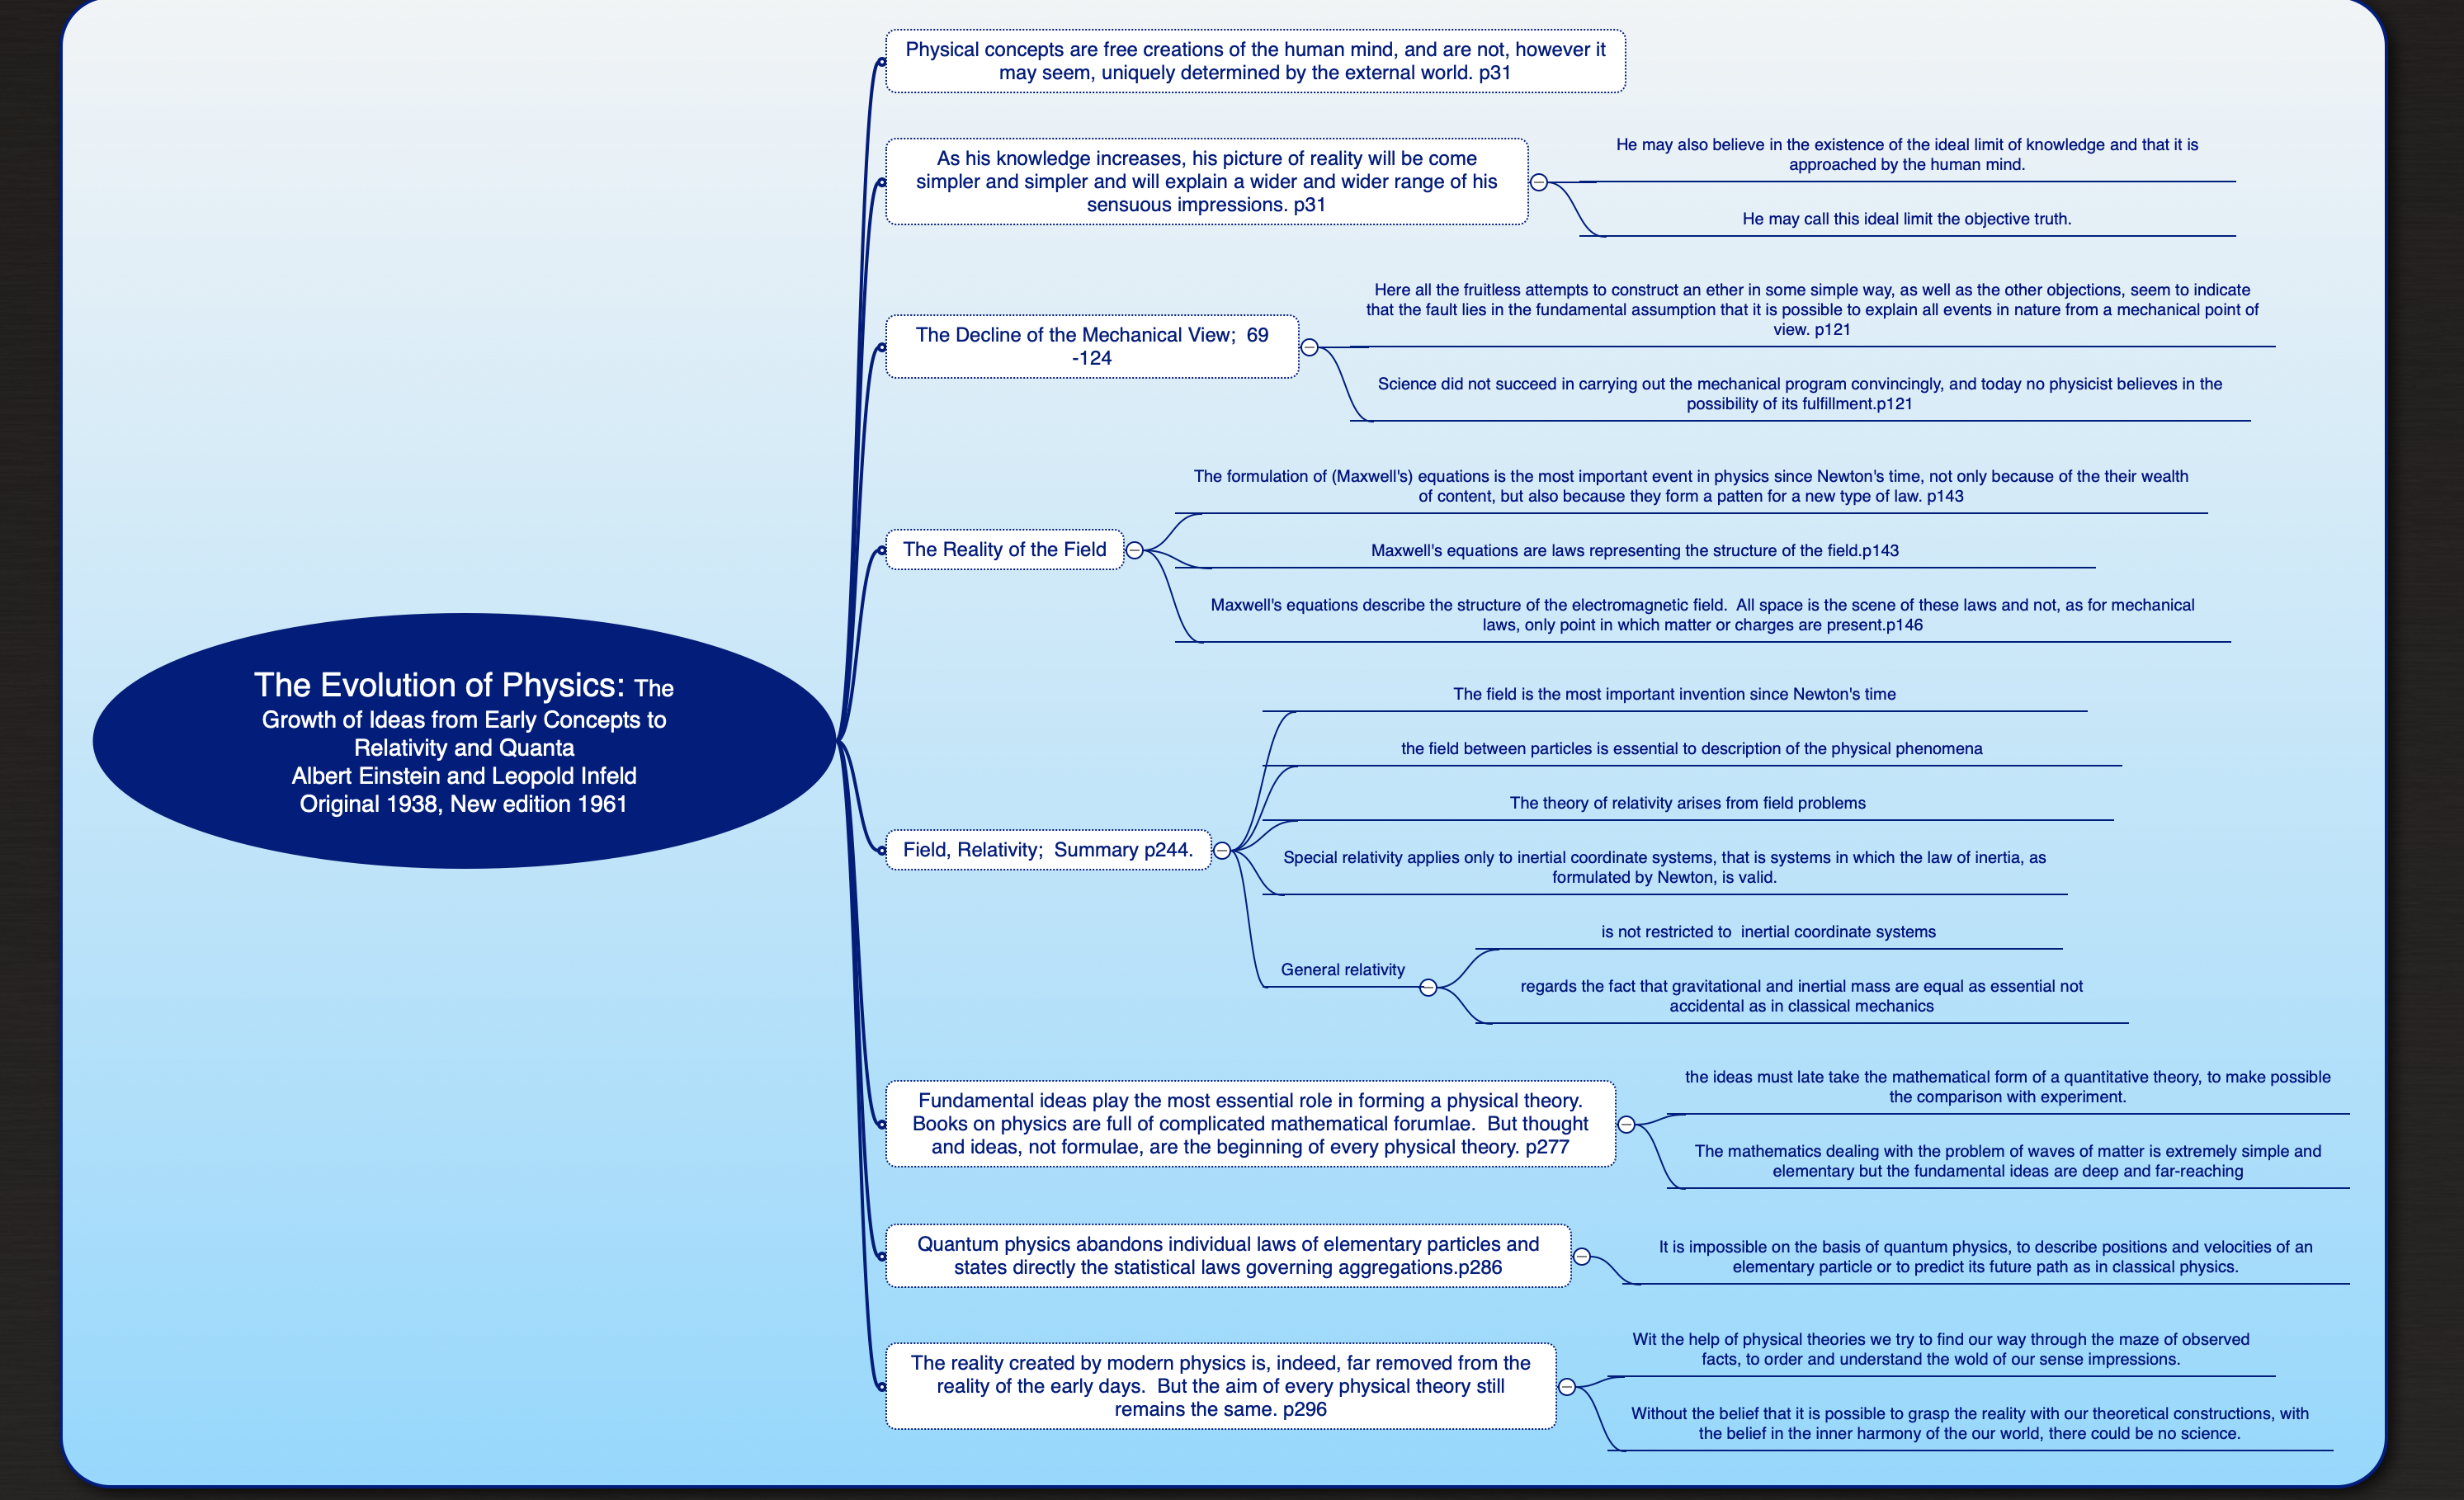 The Evolution of Physics: The
Growth of Ideas from Early Concepts to
Relativity and Quanta
Albert Einstein and Leopold Infeld
Original 1938, New edition 1961
Physical concepts are free creations of the human mind, and are not, however it
may seem, uniquely determined by the external world. p31
As his knowledge increases, his picture of reality will be come
simpler and simpler and will explain a wider and wider range of his
sensuous impressions. p31
He may also believe in the existence of the ideal limit of knowledge and that it is
approached by the human mind.
He may call this ideal limit the objective truth.
The Decline of the Mechanical View;  69
-124
Here all the fruitless attempts to construct an ether in some simple way, as well as the other objections, seem to indicate
that the fault lies in the fundamental assumption that it is possible to explain all events in nature from a mechanical point of
view. p121
Science did not succeed in carrying out the mechanical program convincingly, and today no physicist believes in the
possibility of its fulfillment.p121
The Reality of the Field
The formulation of (Maxwell's) equations is the most important event in physics since Newton's time, not only because of the their wealth
of content, but also because they form a patten for a new type of law. p143
Maxwell's equations are laws representing the structure of the field.p143
Maxwell's equations describe the structure of the electromagnetic field.  All space is the scene of these laws and not, as for mechanical
laws, only point in which matter or charges are present.p146
Field, Relativity;  Summary p244.
The field is the most important invention since Newton's time
the field between particles is essential to description of the physical phenomena
The theory of relativity arises from field problems
Special relativity applies only to inertial coordinate systems, that is systems in which the law of inertia, as
formulated by Newton, is valid.
General relativity
is not restricted to  inertial coordinate systems
regards the fact that gravitational and inertial mass are equal as essential not
accidental as in classical mechanics
Fundamental ideas play the most essential role in forming a physical theory.
Books on physics are full of complicated mathematical forumlae.  But thought
and ideas, not formulae, are the beginning of every physical theory. p277
the ideas must late take the mathematical form of a quantitative theory, to make possible
the comparison with experiment.
The mathematics dealing with the problem of waves of matter is extremely simple and
elementary but the fundamental ideas are deep and far-reaching
Quantum physics abandons individual laws of elementary particles and
states directly the statistical laws governing aggregations.p286
It is impossible on the basis of quantum physics, to describe positions and velocities of an
elementary particle or to predict its future path as in classical physics.
The reality created by modern physics is, indeed, far removed from the
reality of the early days.  But the aim of every physical theory still
remains the same. p296
Wit the help of physical theories we try to find our way through the maze of observed
facts, to order and understand the wold of our sense impressions.
Without the belief that it is possible to grasp the reality with our theoretical constructions, with
the belief in the inner harmony of the our world, there could be no science.